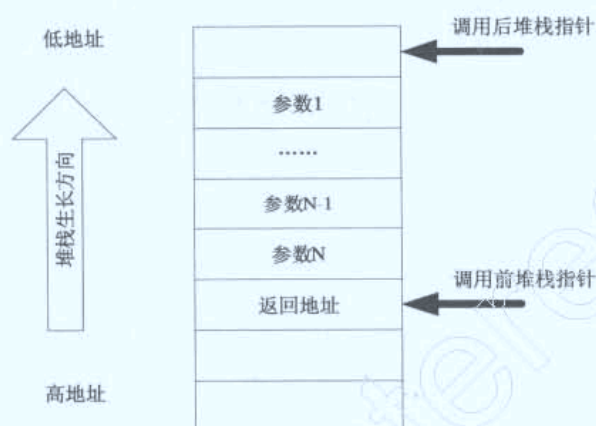 低地址
调用后堆栈指针
参数1
……
堆栈生长方向
参数N-1
参数N
调用前堆栈指针
返回地址
高地址